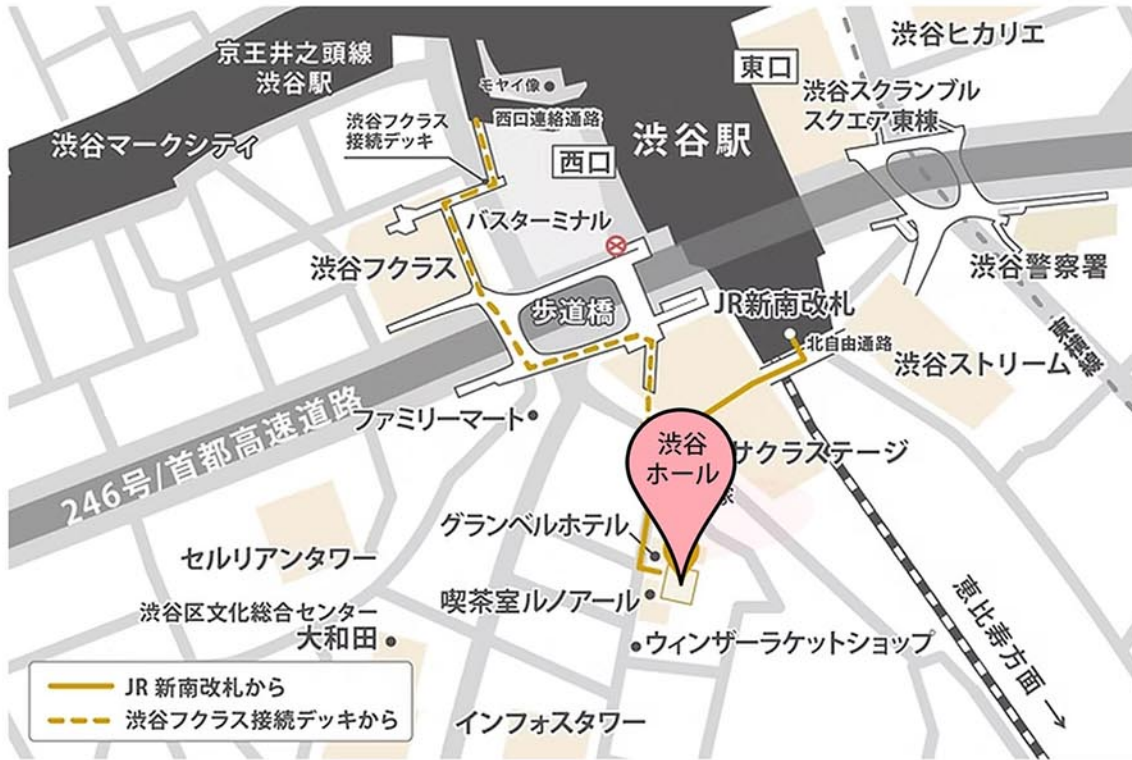 京王井之頭線
渋谷駅
渋谷マークシティ
モヤイ像
西口連絡通路
渋谷フクラス
接続デッキ
西口
渋谷駅
東口
渋谷ヒカリエ
渋谷スクランブル
スクエア東棟
バスターミナル
渋谷フクラス
歩道橋
JR新南改札
北自由通路
渋谷警察署
渋谷ストリーム
東横線
246号/首都高速道路
ファミリーマート
渋谷
ホール
サクラステージ
グランベルホテル
セルリアンタワー
喫茶室ルノアール
渋谷区文化総合センター
大和田
ウィンザーラケットショップ
恵比寿方面
インフォスタワー
JR 新南改札から
渋谷フクラス接続デッキから